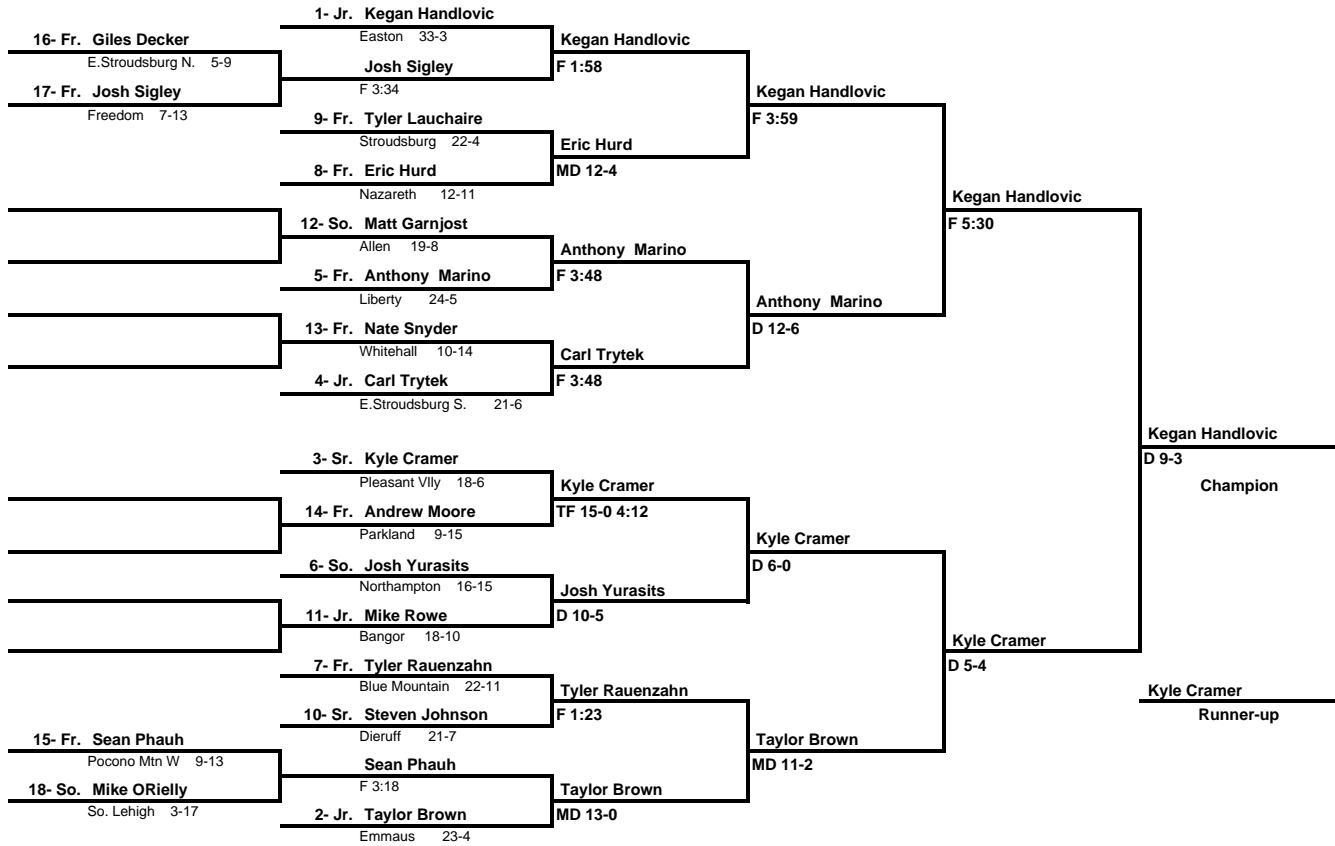 16- Fr. Giles Decker
E.Stroudsburg N. 5-9
17- Fr. Josh Sigley
Freedom 7-13
15- Fr. Sean Phauh
Pocono Mtn W 9-13
18- So. Mike ORielly
So. Lehigh 3-17
1- Jr. Kegan Handlovic
Easton 33-3
Josh Sigley
F 3:34
9- Fr. Tyler Lauchaire
Stroudsburg 22-4
8- Fr. Eric Hurd
Nazareth 12-11
12- So. Matt Garnjost
Allen 19-8
5- Fr. Anthony Marino
Liberty 24-5
13- Fr. Nate Snyder
Whitehall 10-14
4- Jr. Carl Trytek
E.Stroudsburg S. 21-6
3- Sr. Kyle Cramer
Pleasant Vlly 18-6
14- Fr. Andrew Moore
Parkland 9-15
6- So. Josh Yurasits
Northampton 16-15
11- Jr. Mike Rowe
Bangor 18-10
7- Fr. Tyler Rauenzahn
Blue Mountain 22-11
10- Sr. Steven Johnson
Dieruff 21-7
Sean Phauh
F 3:18
2- Jr. Taylor Brown
Emmaus 23-4
Kegan Handlovic
F 1:58
Eric Hurd
MD 12-4
Anthony Marino
F 3:48
Carl Trytek
F 3:48
Kyle Cramer
TF 15-0 4:12
Josh Yurasits
D 10-5
Tyler Rauenzahn
F 1:23
Taylor Brown
MD 13-0
Kegan Handlovic
F 3:59
Anthony Marino
D 12-6
Kyle Cramer
D 6-0
Taylor Brown
MD 11-2
Kegan Handlovic
F 5:30
Kyle Cramer
D 5-4
Kegan Handlovic
D 9-3
Champion
Kyle Cramer
Runner-up